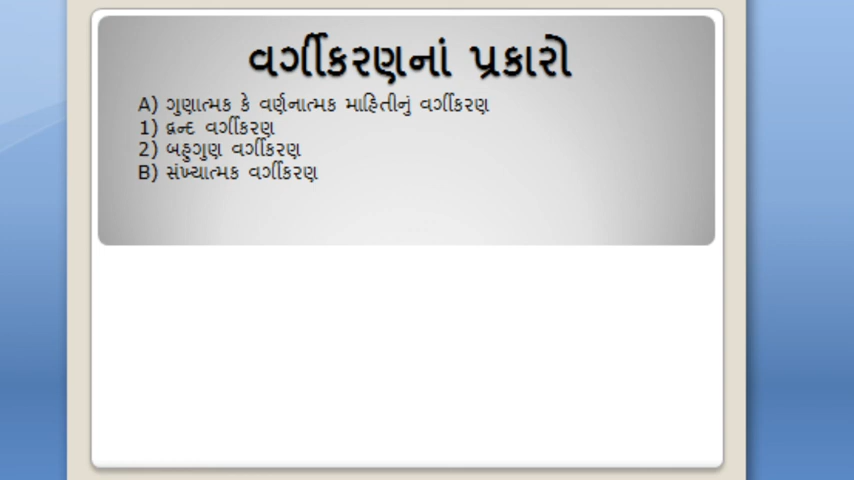 વર્ગીકરણનાં પ્રકારો
A) ગુણાત્મક કે વર્ણનાત્મક માહિતીનું વર્ગીકરણ
1) દ્વન્દ વર્ગીકરણ
2) બહુગુણ વર્ગીકરણ
B) સંખ્યાત્મક વર્ગીકરણ